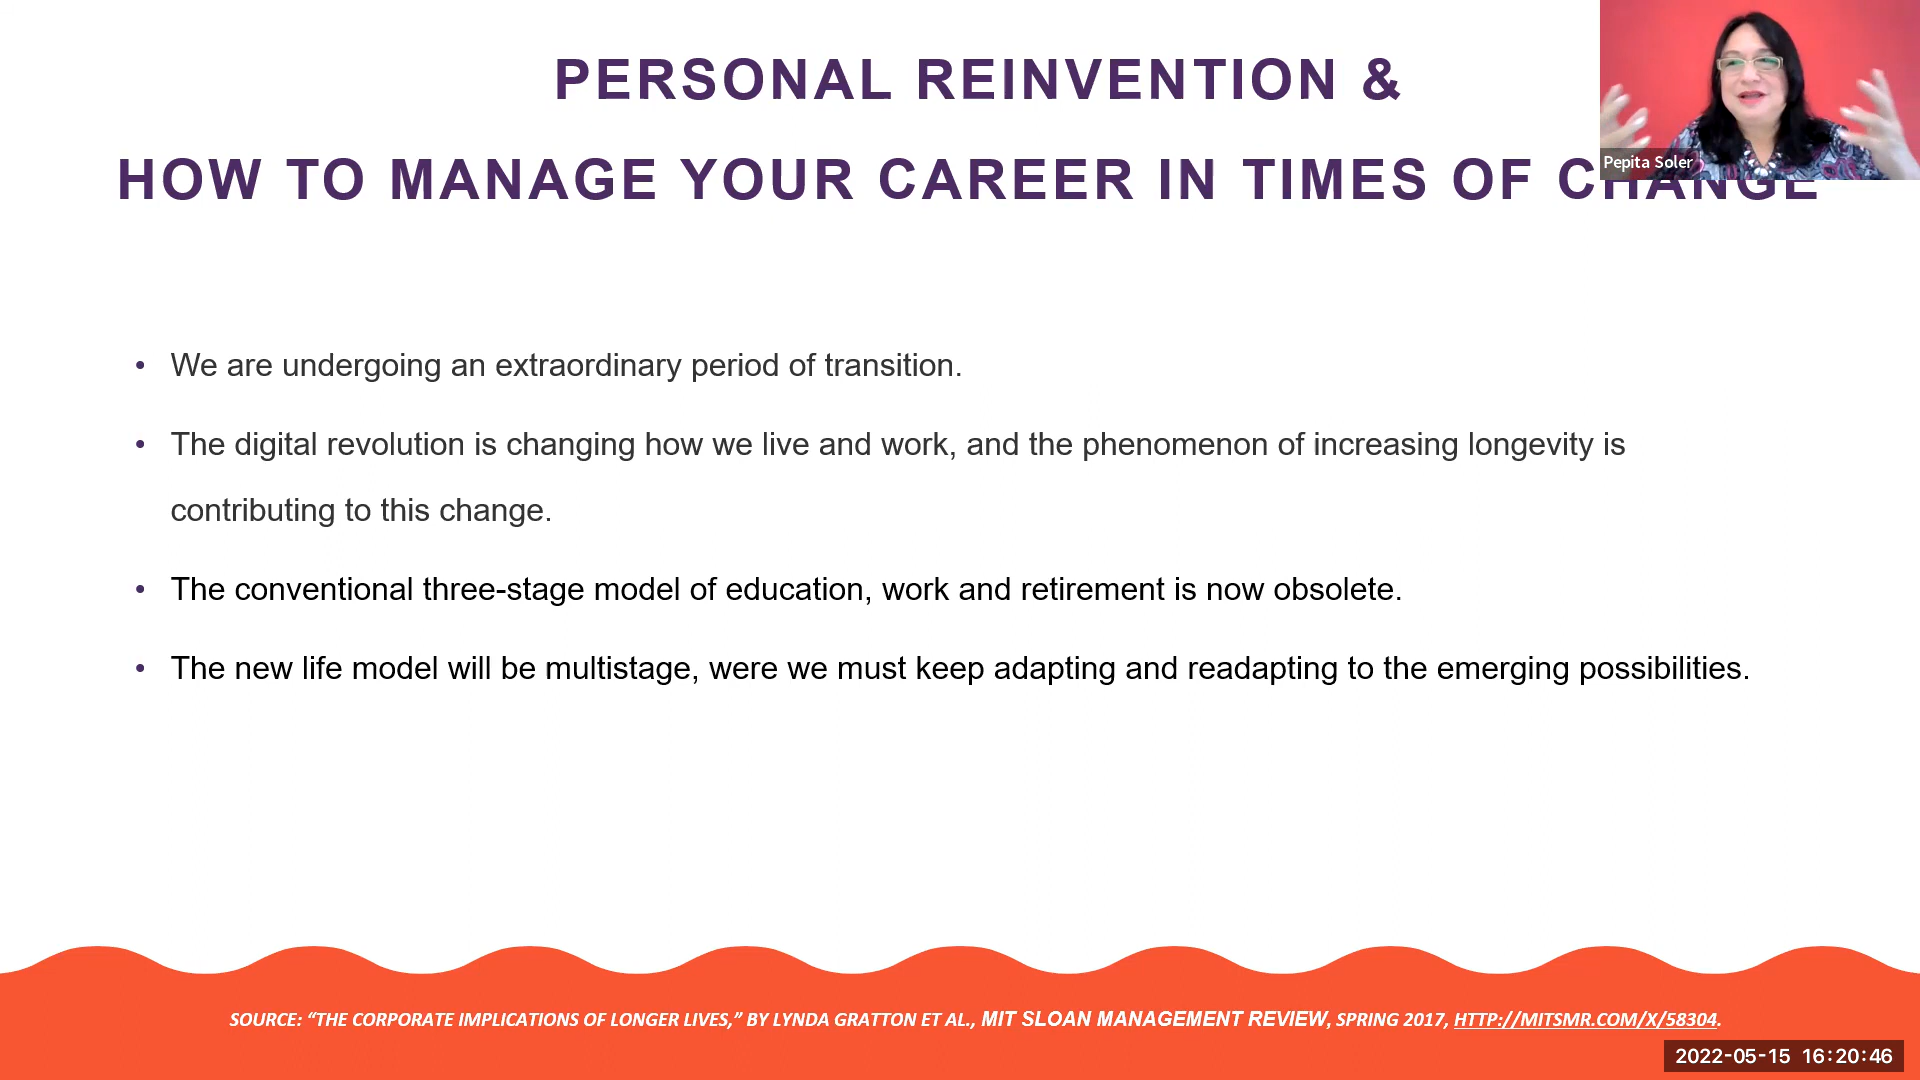 PERSONAL REINVENTION &
HOW TO MANAGE YOUR CAREER IN TIMES OF CHANGE
Pepita Soler
• We are undergoing an extraordinary period of transition.
• The digital revolution is changing how we live and work, and the phenomenon of increasing longevity is
contributing to this change.
• The conventional three-stage model of education, work and retirement is now obsolete.
• The new life model will be multistage, were we must keep adapting and readapting to the emerging possibilities.
SOURCE: “THE CORPORATE IMPLICATIONS OF LONGER LIVES,” BY LYNDA GRATTON ET AL., MIT SLOAN MANAGEMENT REVIEW, SPRING 2017, HTTP://MITSMR.COM/X/58304.
2022-05-15 16:20:46